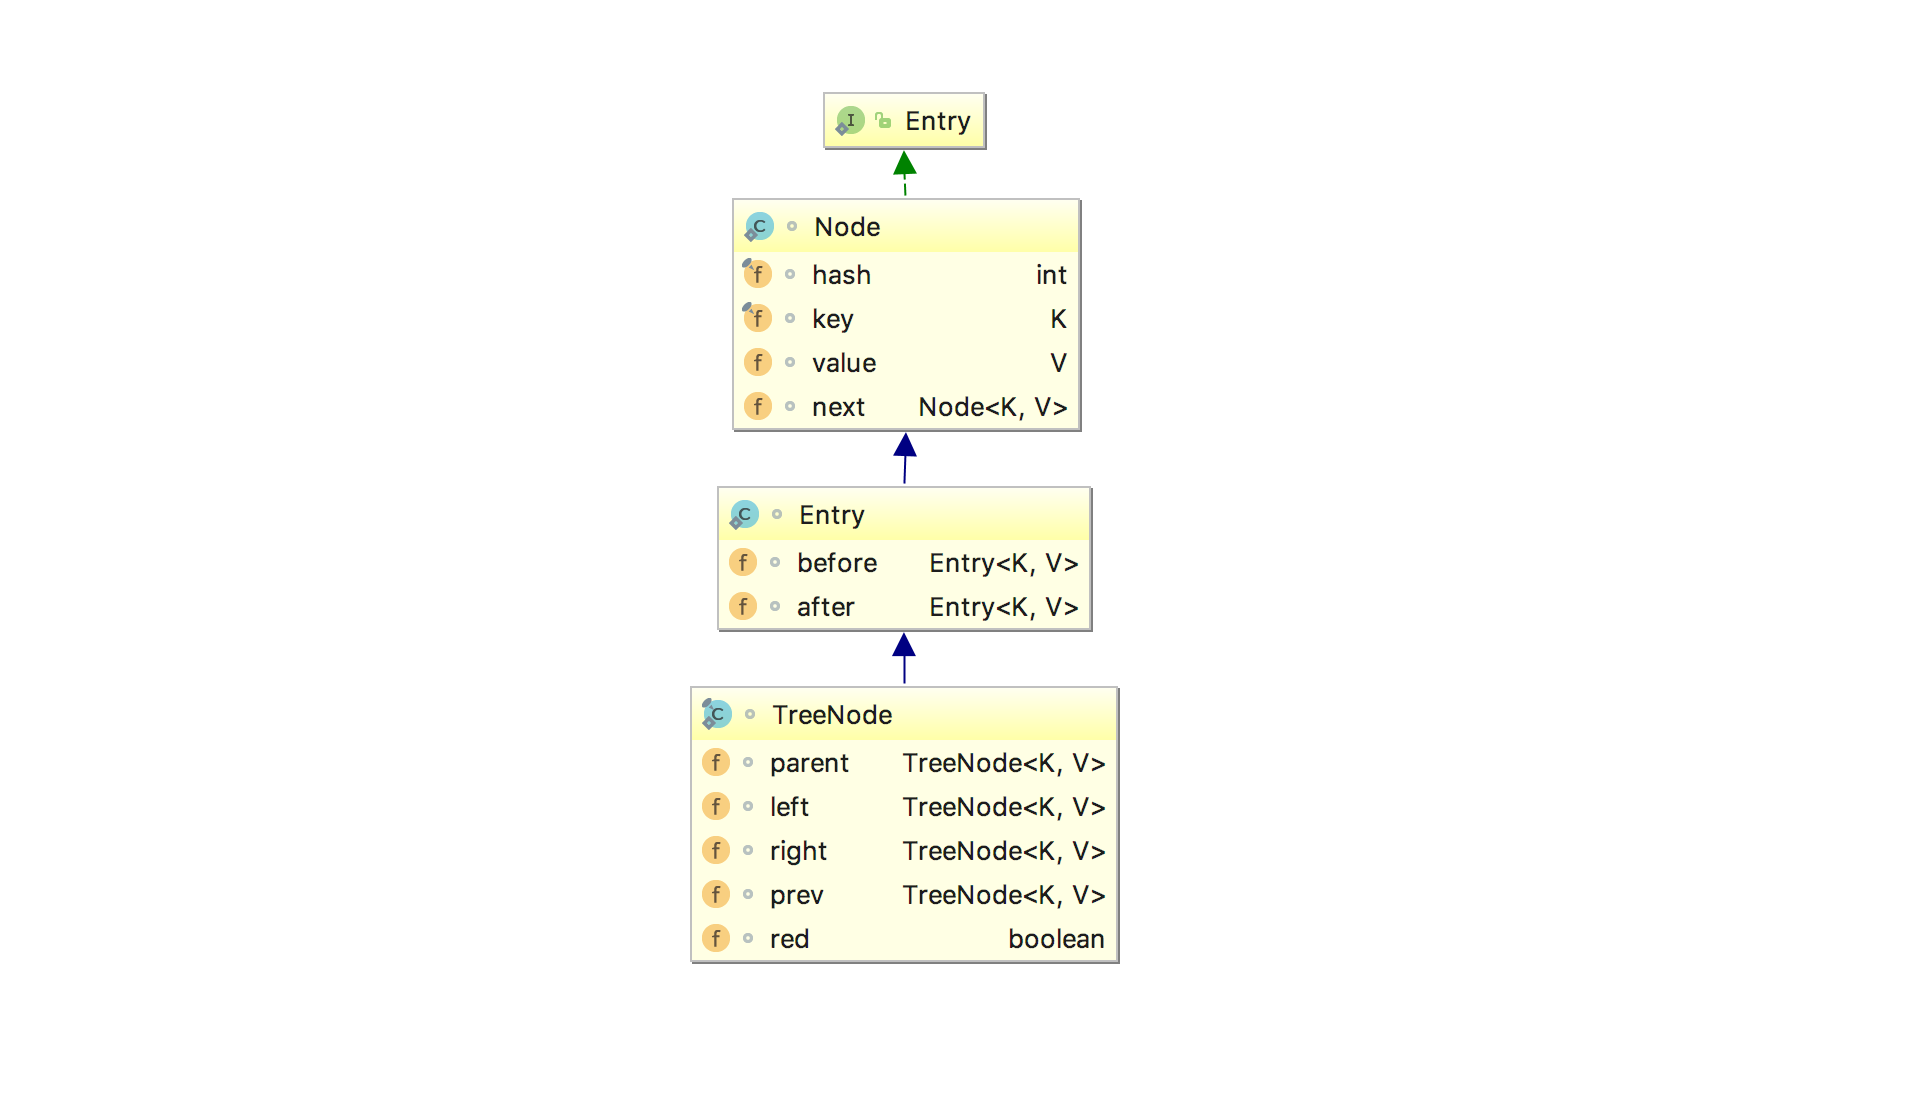 I Entry
C Node
f hash int
f key K
f value V
f next Node<K, V>
C Entry
f before Entry<K, V>
f after Entry<K, V>
C TreeNode
f parent TreeNode<K, V>
f left TreeNode<K, V>
f right TreeNode<K, V>
f prev TreeNode<K, V>
f red boolean